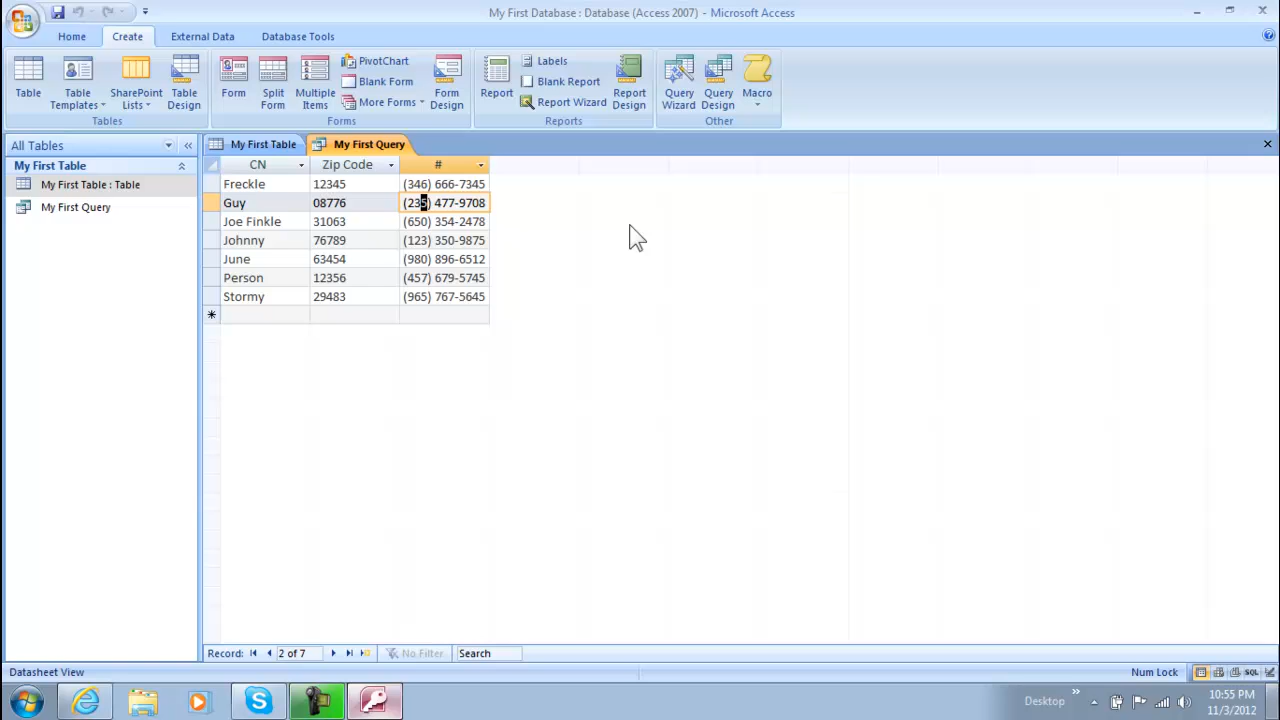 My First Database : Database (Access 2007) - Microsoft Access
Home Create External Data Database Tools
Table
Table Templates
SharePoint Lists
Table Design
Tables
Form
Split Form
Multiple Items
PivotChart
Blank Form
More Forms
Form Design
Forms
Report
Labels
Blank Report
Report Wizard
Report Design
Reports
Query Wizard
Query Design
Macro
Other
All Tables «
My First Table
My First Table : Table
My First Query
My First Table My First Query
CN Zip Code #
Freckle 12345 (346) 666-7345
Guy 08776 (235) 477-9708
Joe Finkle 31063 (650) 354-2478
Johnny 76789 (123) 350-9875
June 63454 (980) 896-6512
Person 12356 (457) 679-5745
Stormy 29483 (965) 767-5645
Record: 2 of 7 No Filter Search
Datasheet View Num Lock SQL
Desktop » 10:55 PM
11/3/2012